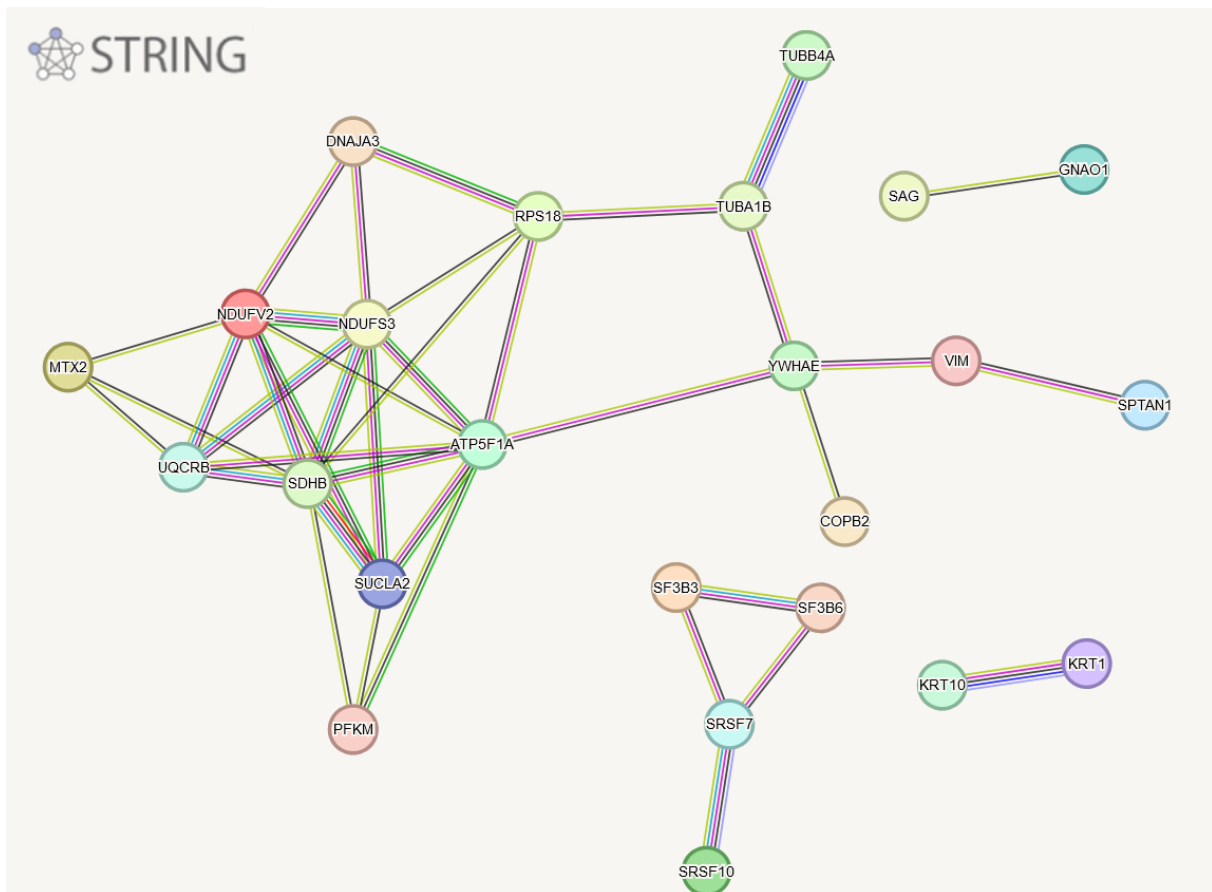 STRING
TUBB4A
DNAJA3
GNAO1
SAG
TUBA1B
RPS18
NDUFV2
NDUFS3
MTX2
YWHAE
VIM
SPTAN1
ATP5F1A
UQCRB
SDHB
COPB2
SUCLA2
SF3B3
SF3B6
KRT1
KRT10
PFKM
SRSF7
SRSF10